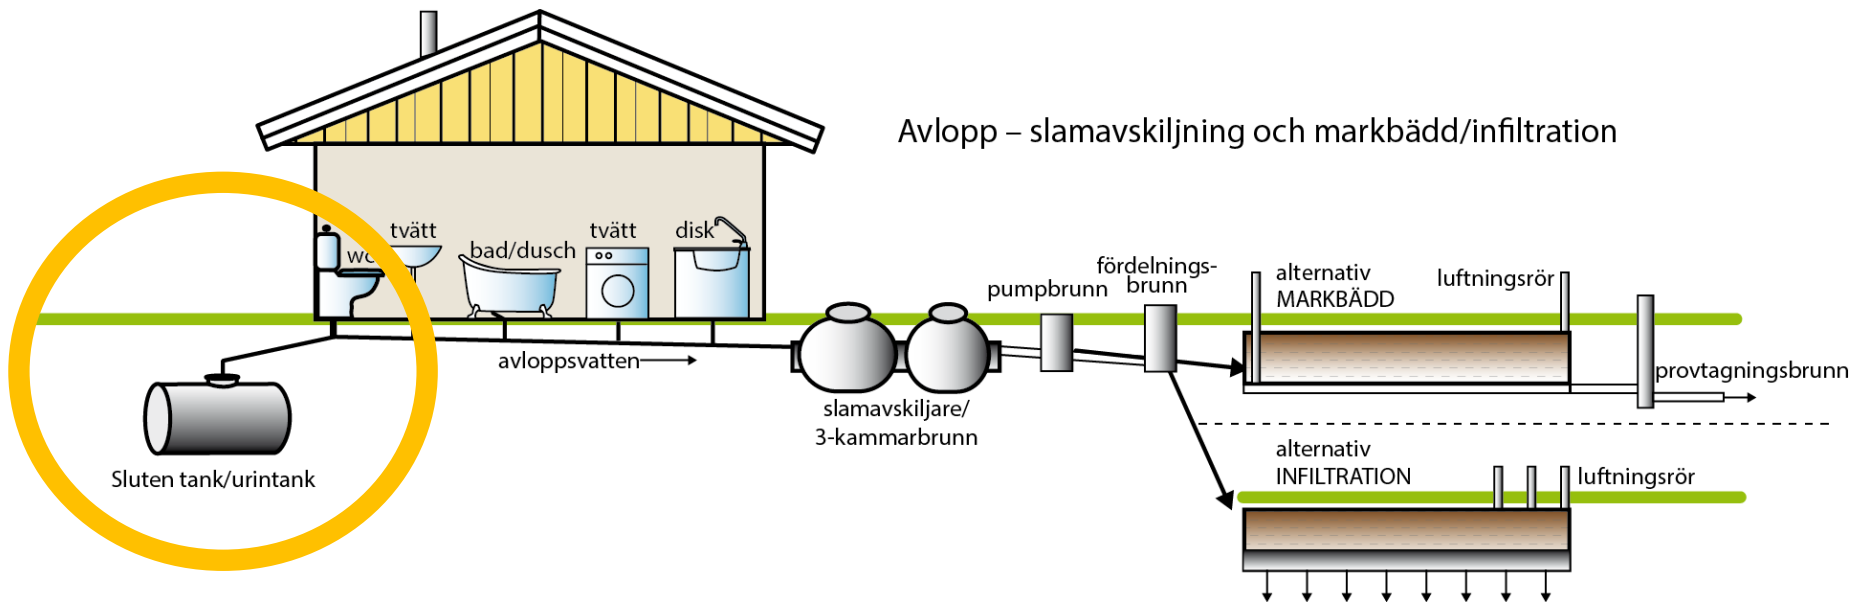 Avlopp – slamavskiljning och markbädd/infiltration
wc
tvätt
bad/dusch
tvätt
disk
avloppsvatten
Sluten tank/urintank
slamavskiljare/
3-kammarbrunn
pumpbrunn
fördelnings-
brunn
alternativ
MARKBÄDD
luftningsrör
provtagningsbrunn
alternativ
INFILTRATION
luftningsrör